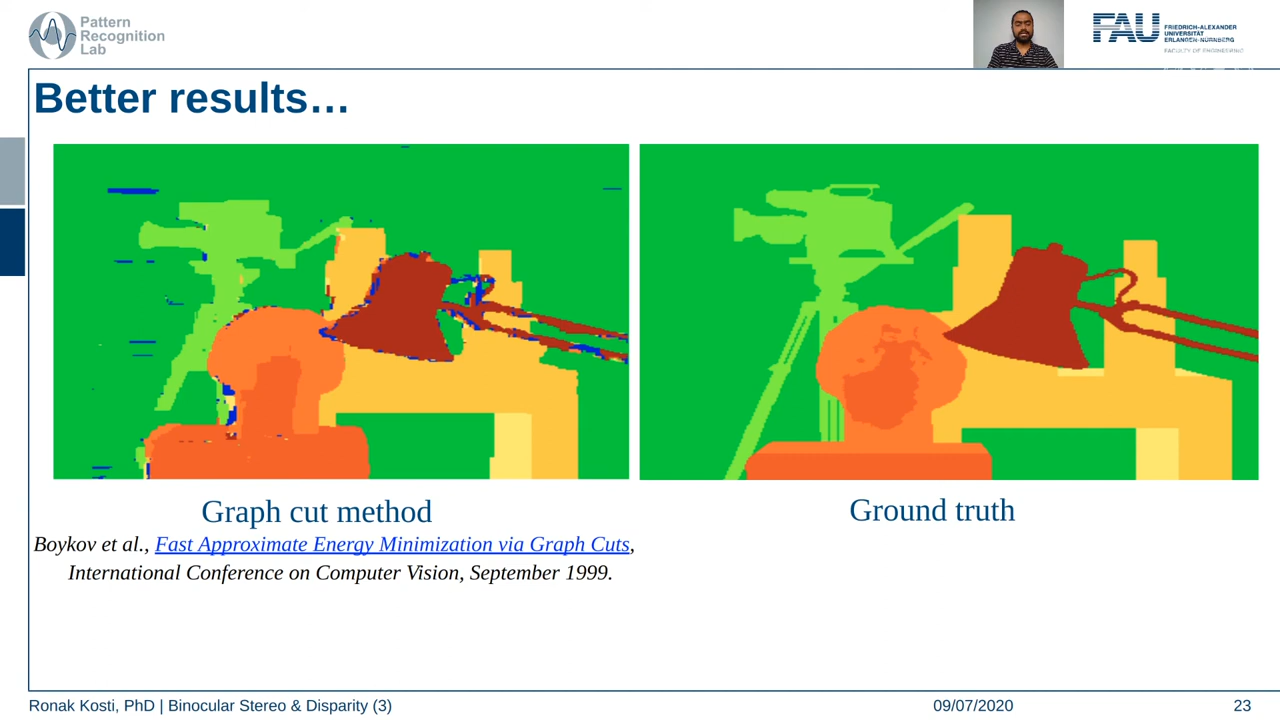 Pattern
Recognition
Lab
FAU
FRIEDRICH-ALEXANDER
UNIVERSITÄT
ERLANGEN-NÜRNBERG
FACULTY OF ENGINEERING
Better results…
Graph cut method
Ground truth
Boykov et al., Fast Approximate Energy Minimization via Graph Cuts,
International Conference on Computer Vision, September 1999.
Ronak Kosti, PhD | Binocular Stereo & Disparity (3)
09/07/2020
23